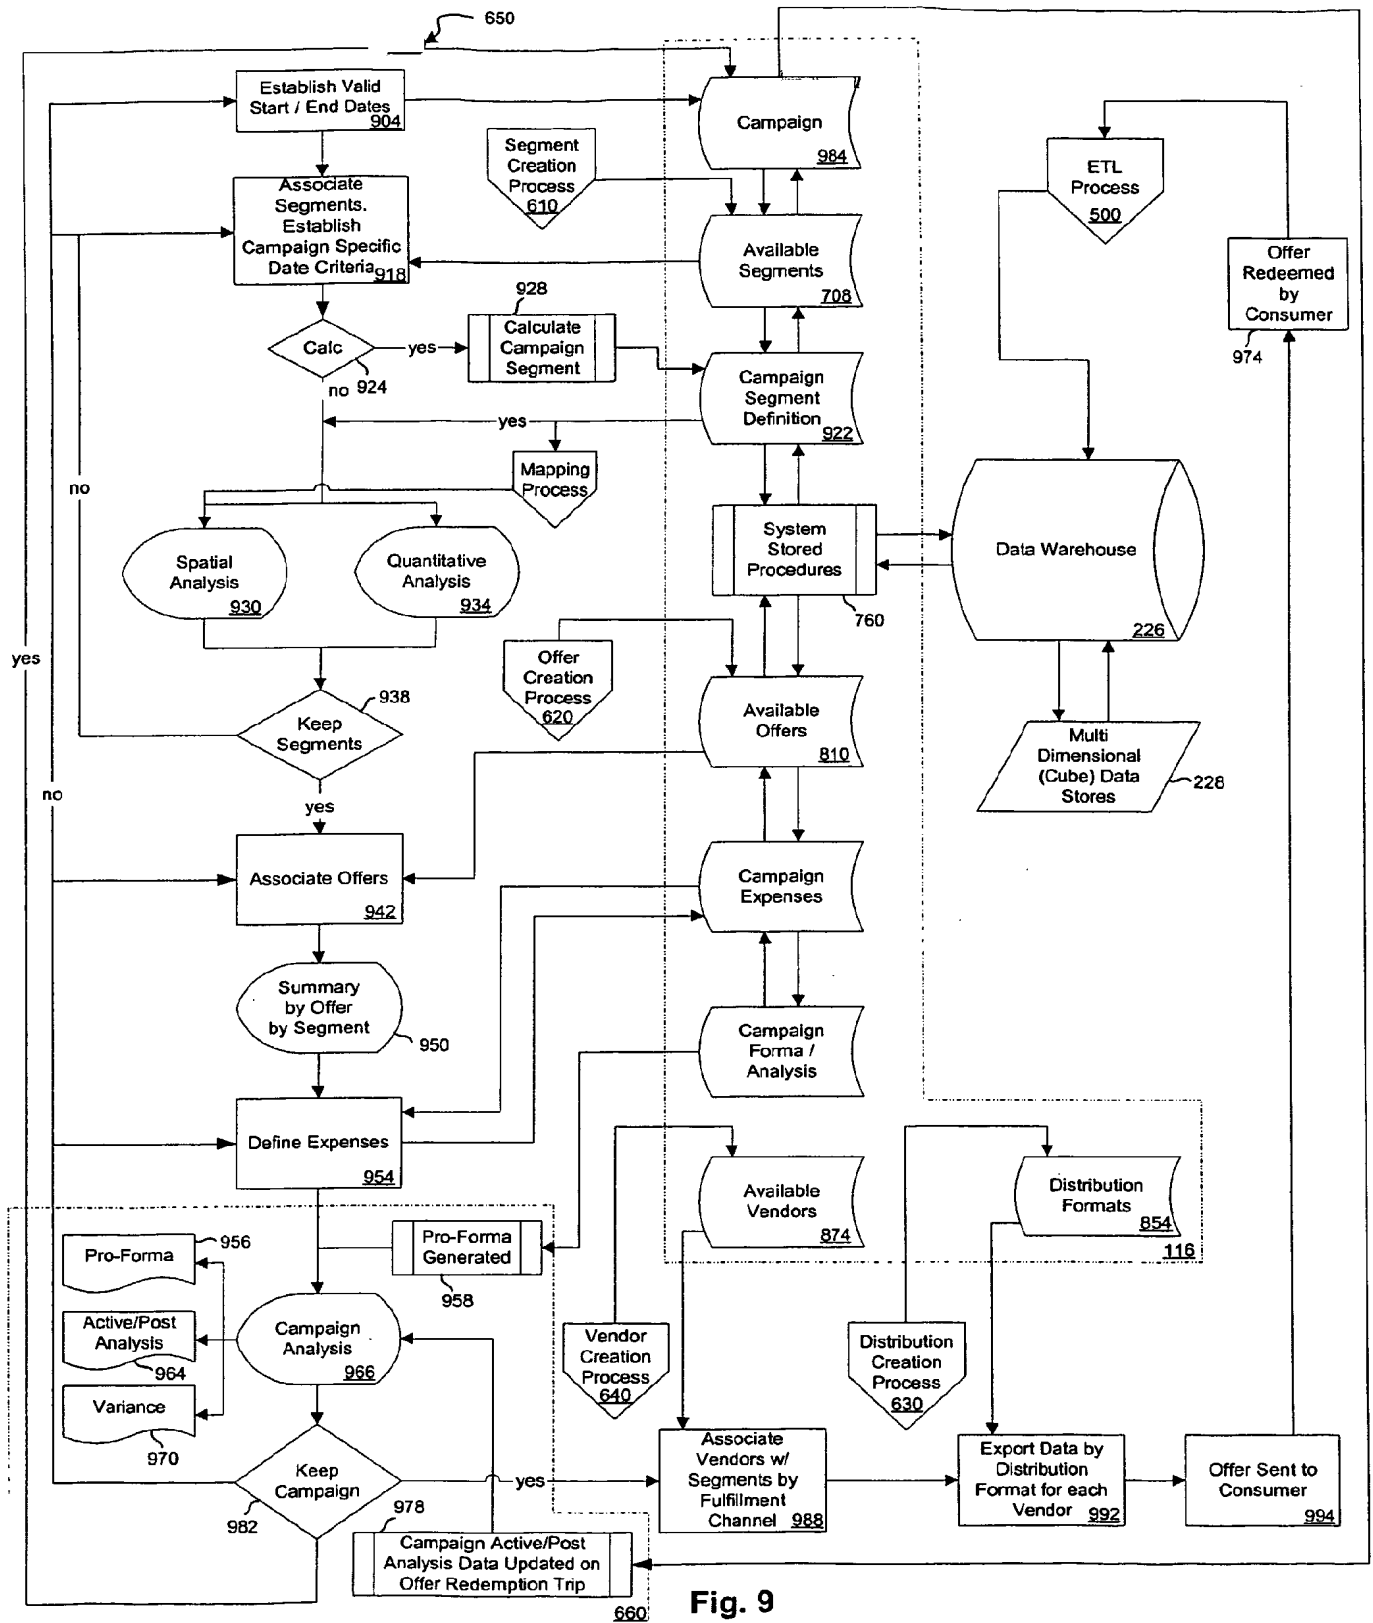 650
Establish Valid
Start / End Dates
904
Campaign
984
Segment
Creation
Process
610
ETL
Process
500
Associate
Segments.
Establish
Campaign Specific
Date Criteria
918
Available
Segments
708
Offer
Redeemed
by
Consumer
974
Calc
924
yes
no
928
Calculate
Campaign
Segment
Campaign
Segment
Definition
922
yes
Mapping
Process
no
Spatial
Analysis
930
Quantitative
Analysis
934
System
Stored
Procedures
760
Data Warehouse
226
yes
Offer
Creation
Process
620
Keep
Segments
938
Available
Offers
810
Multi
Dimensional
(Cube) Data
Stores
228
no
yes
Associate Offers
942
Campaign
Expenses
Summary
by Offer
by Segment
950
Campaign
Forma /
Analysis
Define Expenses
954
Available
Vendors
874
Distribution
Formats
854
116
Pro-Forma
956
Pro-Forma
Generated
958
Active/Post
Analysis
964
Campaign
Analysis
966
Vendor
Creation
Process
640
Distribution
Creation
Process
630
Variance
970
Keep
Campaign
982
yes
Associate
Vendors w/
Segments by
Fulfillment
Channel
988
Export Data by
Distribution
Format for each
Vendor
992
Offer Sent to
Consumer
994
978
Campaign Active/Post
Analysis Data Updated on
Offer Redemption Trip
660
Fig. 9